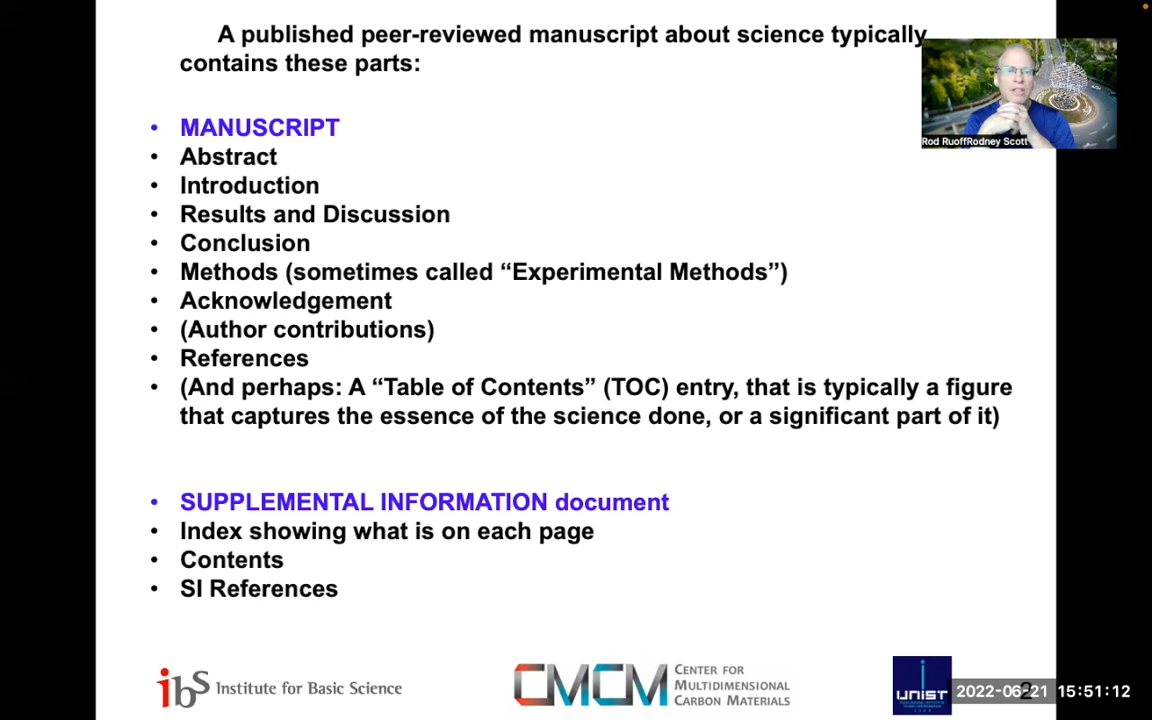 A published peer-reviewed manuscript about science typically
contains these parts:
• MANUSCRIPT
• Abstract
• Introduction
• Results and Discussion
• Conclusion
• Methods (sometimes called “Experimental Methods”)
• Acknowledgement
• (Author contributions)
• References
• (And perhaps: A “Table of Contents” (TOC) entry, that is typically a figure
that captures the essence of the science done, or a significant part of it)
• SUPPLEMENTAL INFORMATION document
• Index showing what is on each page
• Contents
• SI References
Rod RuoffRodney Scott
ibS Institute for Basic Science
CMCM CENTER FOR
MULTIDIMENSIONAL
CARBON MATERIALS
UNIST
2
2022-06-21 15:51:12